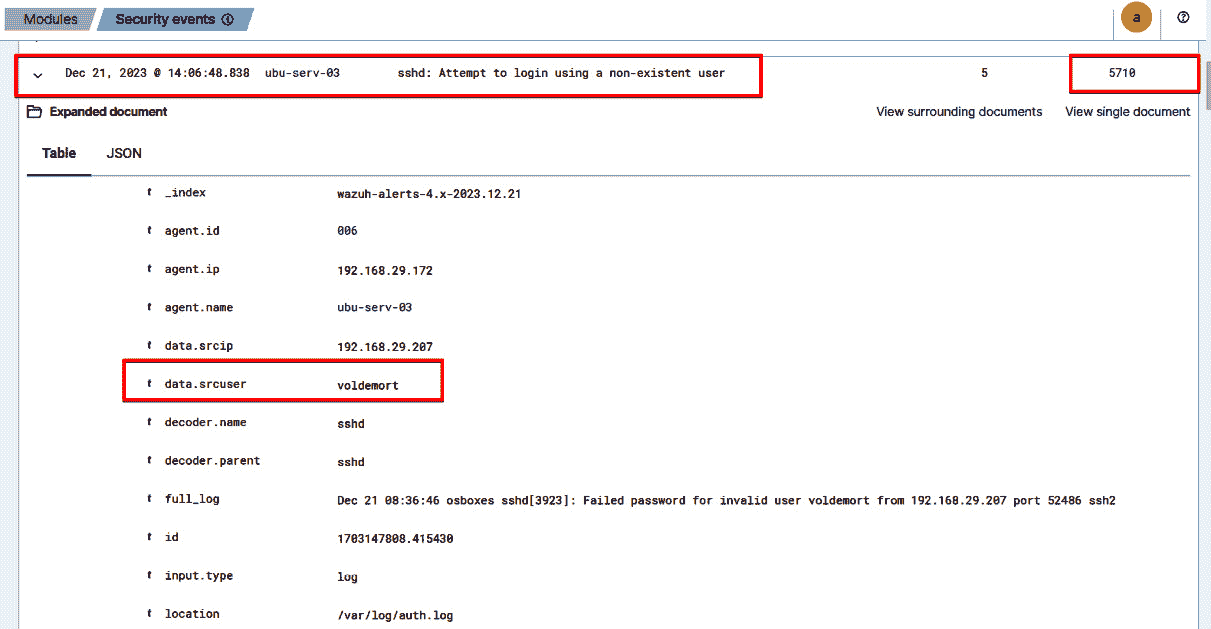 Modules Security events a
Dec 21, 2023 @ 14:06:48.838 ubu-serv-03 sshd: Attempt to login using a non-existent user 5 5710
Expanded document View surrounding documents View single document
Table JSON
t _index wazuh-alerts-4.x-2023.12.21
t agent.id 006
t agent.ip 192.168.29.172
t agent.name ubu-serv-03
t data.srcip 192.168.29.207
t data.srcuser voldemort
t decoder.name sshd
t decoder.parent sshd
t full_log Dec 21 08:36:46 osboxes sshd[3923]: Failed password for invalid user voldemort from 192.168.29.207 port 52486 ssh2
t id 1703147808.415430
t input.type log
t location /var/log/auth.log